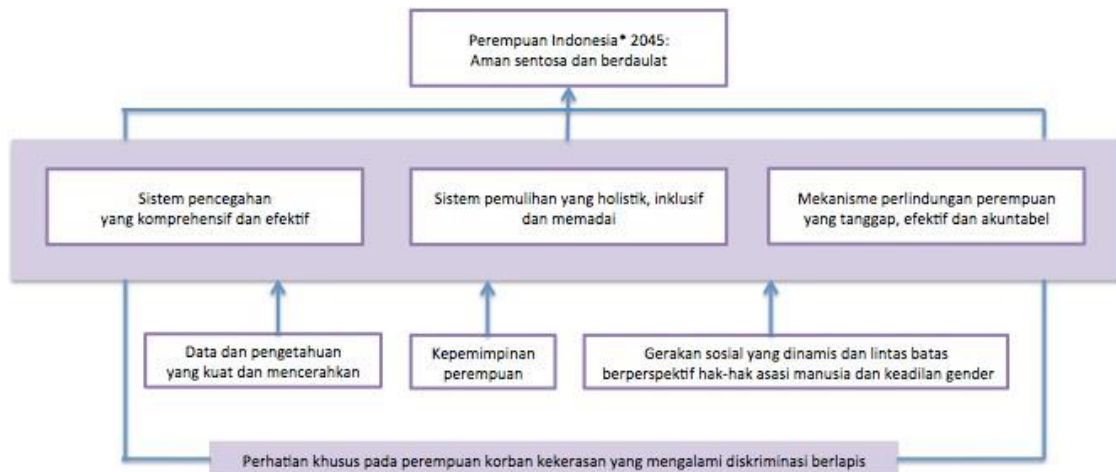 Perempuan Indonesia* 2045:
Aman sentosa dan berdaulat
Sistem pencegahan
yang komprehensif dan efektif
Sistem pemulihan yang holistik, inklusif
dan memadai
Mekanisme perlindungan perempuan
yang tanggap, efektif dan akuntabel
Data dan pengetahuan
yang kuat dan mencerahkan
Kepemimpinan
perempuan
Gerakan sosial yang dinamis dan lintas batas
berperspektif hak-hak asasi manusia dan keadilan gender
Perhatian khusus pada perempuan korban kekerasan yang mengalami diskriminasi berlapis